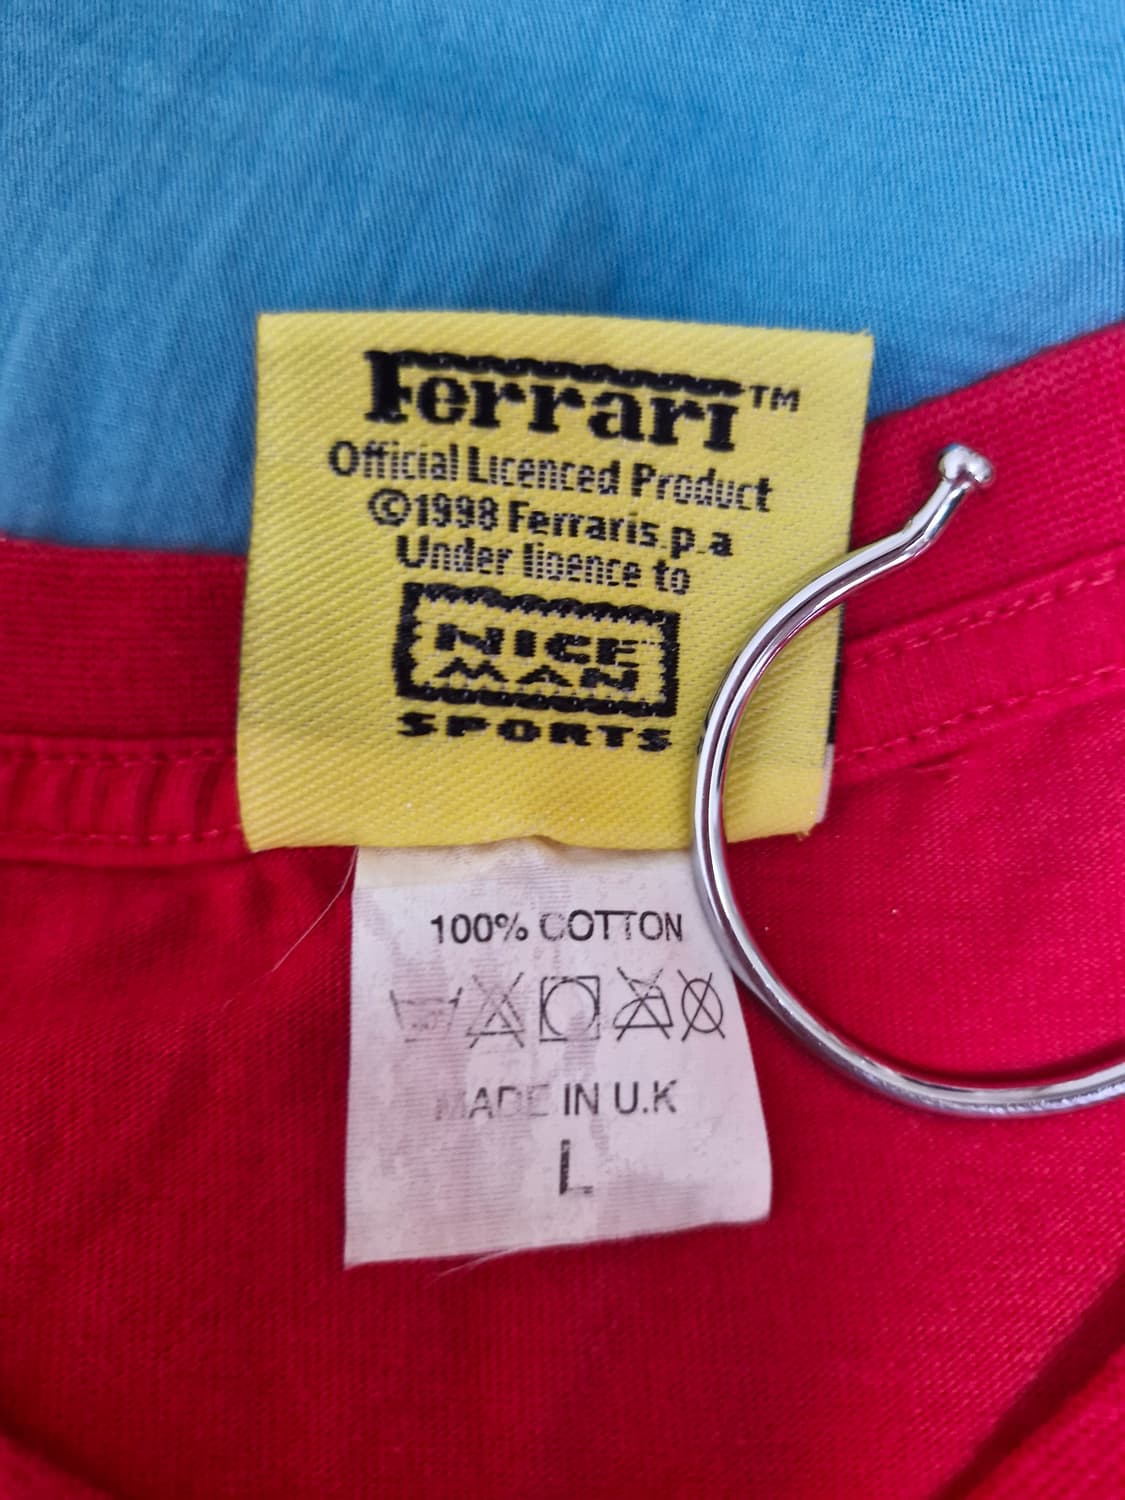 Ferrari™
Official Licenced Product
©1998 Ferraris.p.a
Under licence to
NICE
MAN
SPORTS
100% COTTON
MADE IN U.K
L